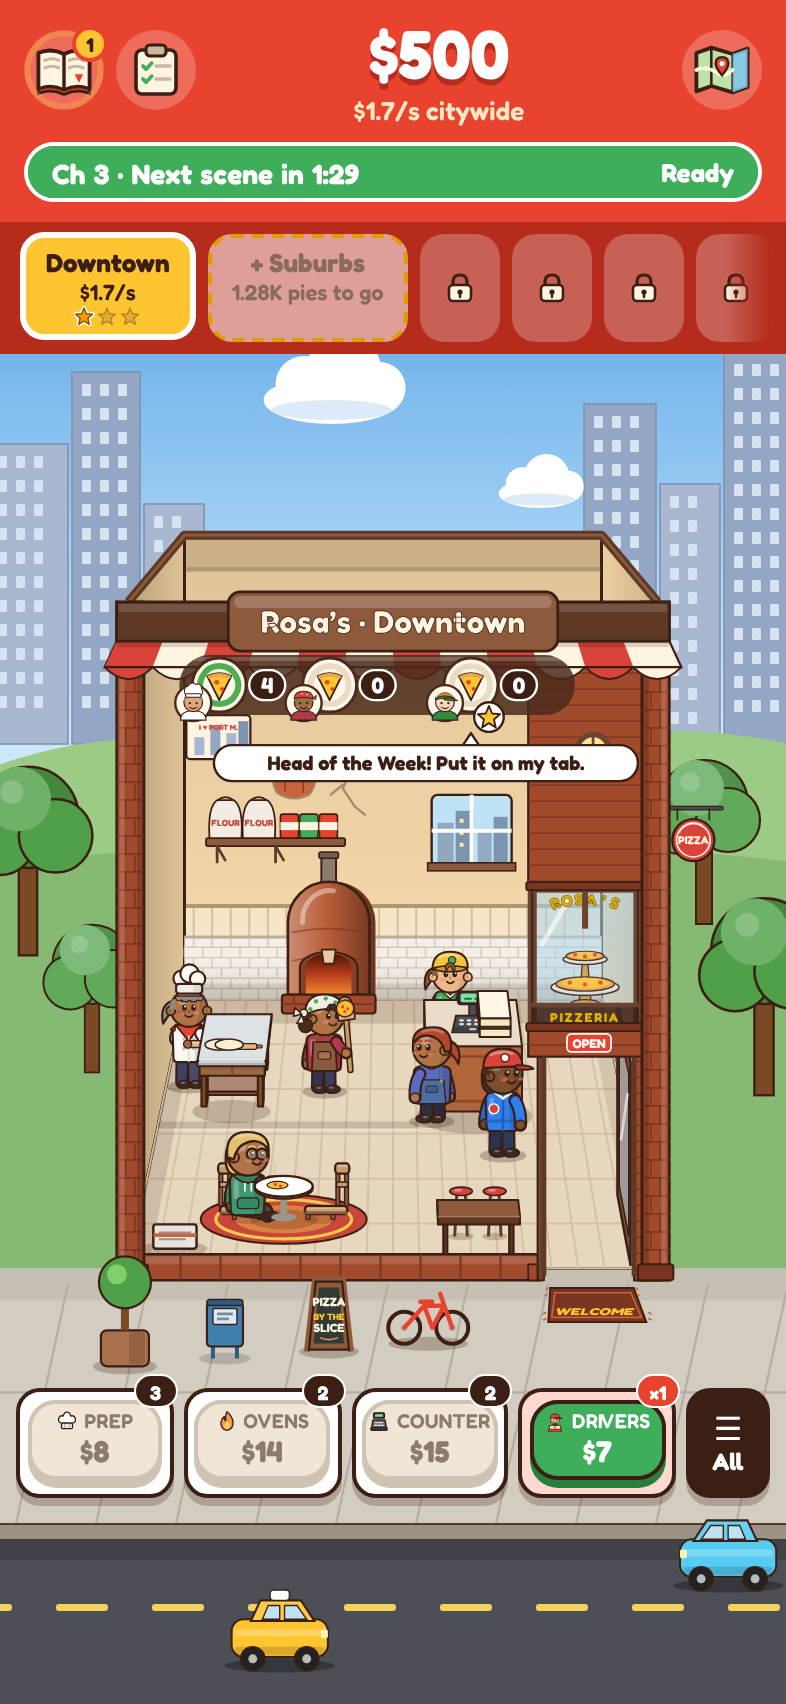 1
$500
$1.7/s citywide
Ch 3 · Next scene in 1:29
Ready
Downtown
$1.7/s
+ Suburbs
1.28K pies to go
Rosa's · Downtown
4
0
0
I ♥ PORT M.
Head of the Week! Put it on my tab.
FLOUR
FLOUR
PIZZA
ROSA'S
PIZZERIA
OPEN
PIZZA
BY THE
SLICE
WELCOME
3
PREP
$8
2
OVENS
$14
2
COUNTER
$15
x1
DRIVERS
$7
All